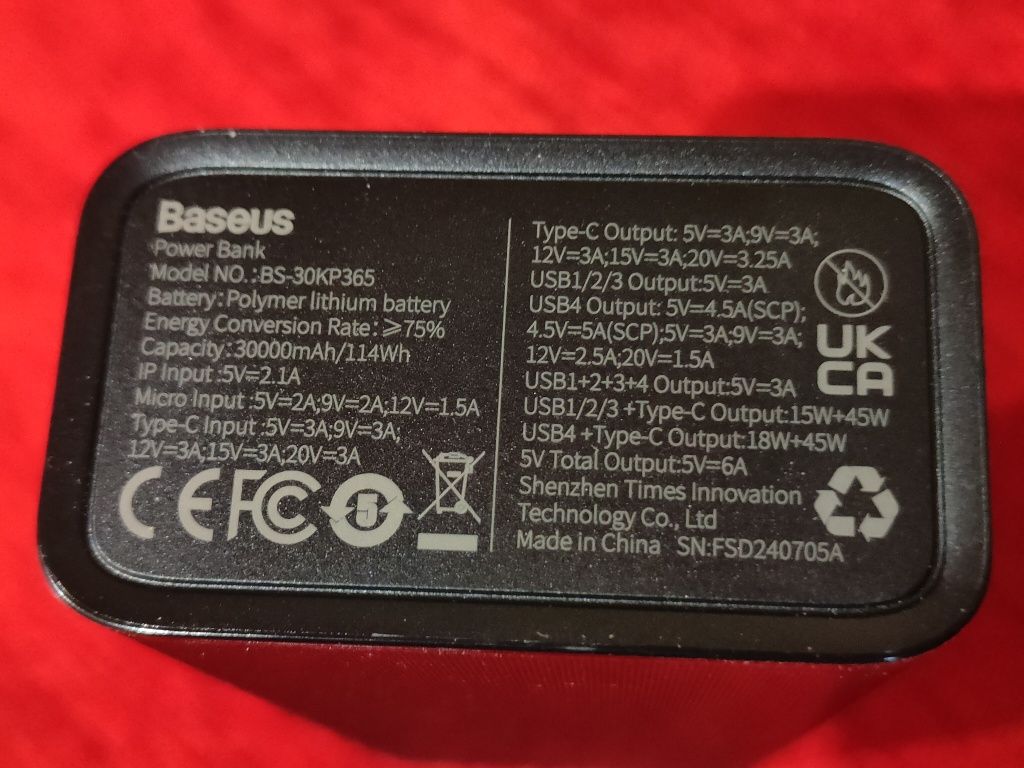 Baseus
Power Bank
Model NO.:BS-30KP365
Battery:Polymer lithium battery
Energy Conversion Rate:≥75%
Capacity:30000mAh/114Wh
IP Input :5V=2.1A
Micro Input :5V=2A;9V=2A;12V=1.5A
Type-C Input :5V=3A;9V=3A;
12V=3A;15V=3A;20V=3A
CE FC 5
Type-C Output: 5V=3A;9V=3A;
12V=3A;15V=3A;20V=3.25A
USB1/2/3 Output:5V=3A
USB4 Output: 5V=4.5A(SCP);
4.5V=5A(SCP);5V=3A;9V=3A;
12V=2.5A;20V=1.5A
USB1+2+3+4 Output:5V=3A
USB1/2/3 +Type-C Output:15W+45W
USB4 +Type-C Output:18W+45W
5V Total Output:5V=6A
Shenzhen Times Innovation
Technology Co., Ltd
Made in China SN:FSD240705A
UK
CA